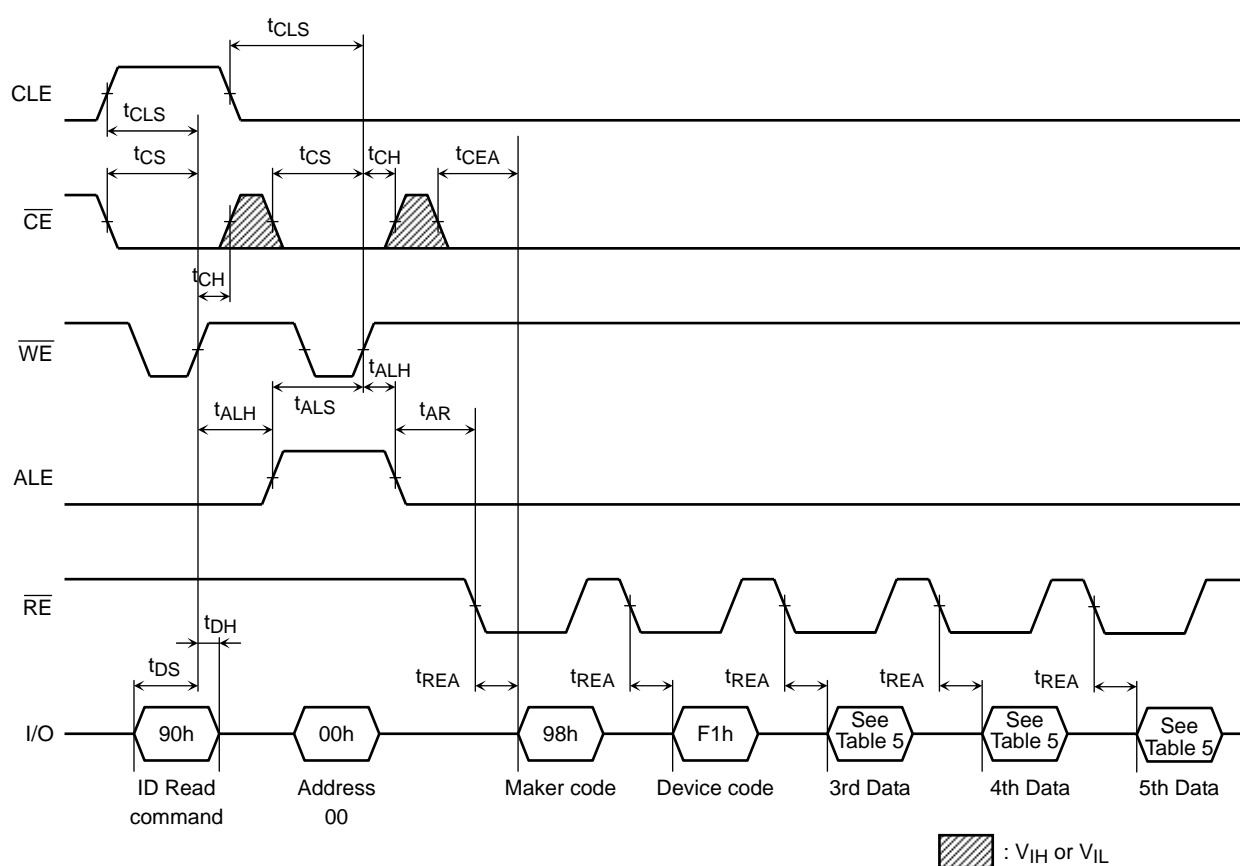 tCLS
CLE
tCLS
tCS
tCS
tCH
tCEA
CE
tCH
WE
tALH
tALH
tALS
tAR
ALE
RE
tDH
tDS
tREA
tREA
tREA
tREA
tREA
I/O
90h
00h
98h
F1h
See
Table 5
See
Table 5
See
Table 5
ID Read
command
Address
00
Maker code
Device code
3rd Data
4th Data
5th Data
: VIH or VIL